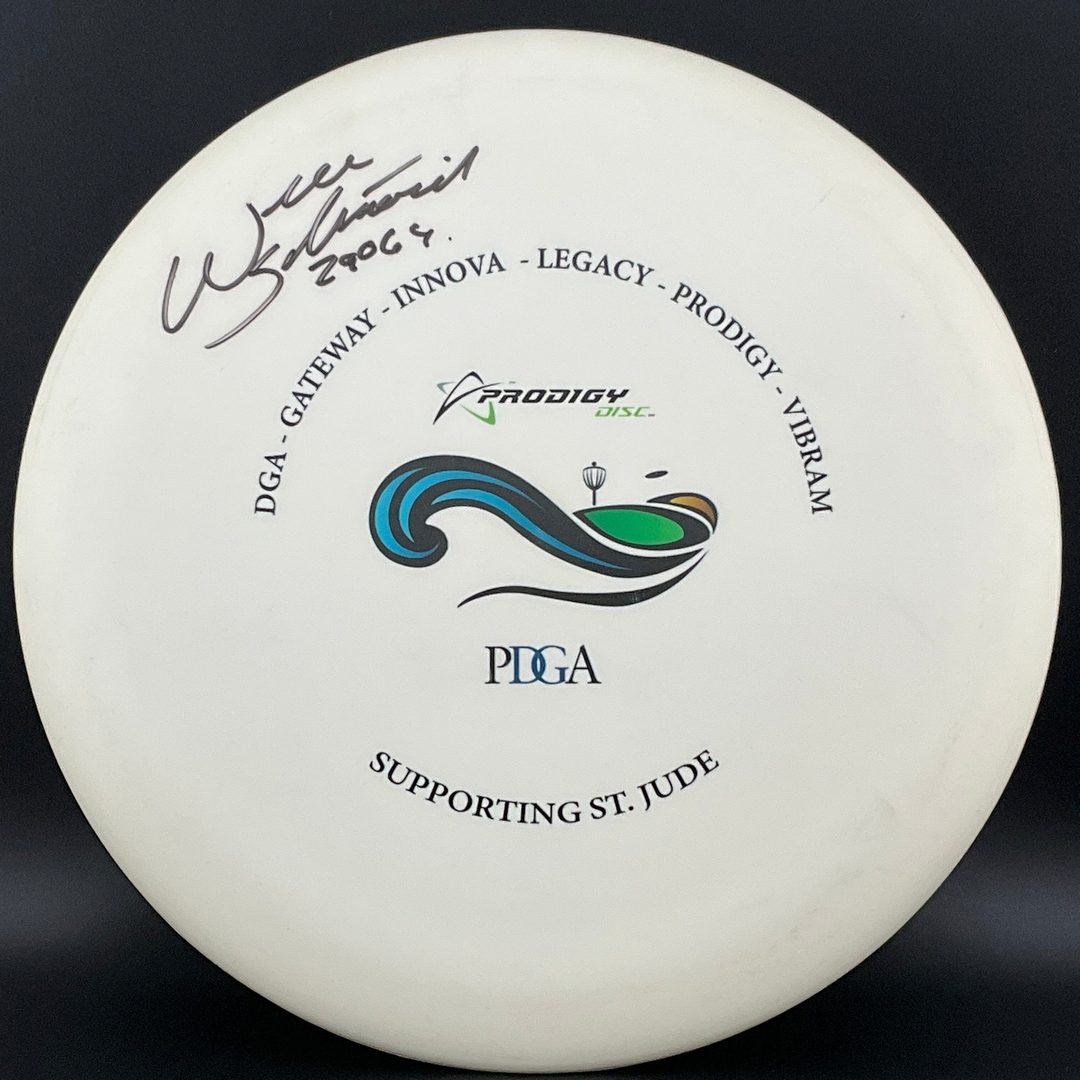 29064.
DGA - GATEWAY - INNOVA - LEGACY - PRODIGY - VIBRAM
PRODIGY
DISC
PDGA
SUPPORTING ST. JUDE